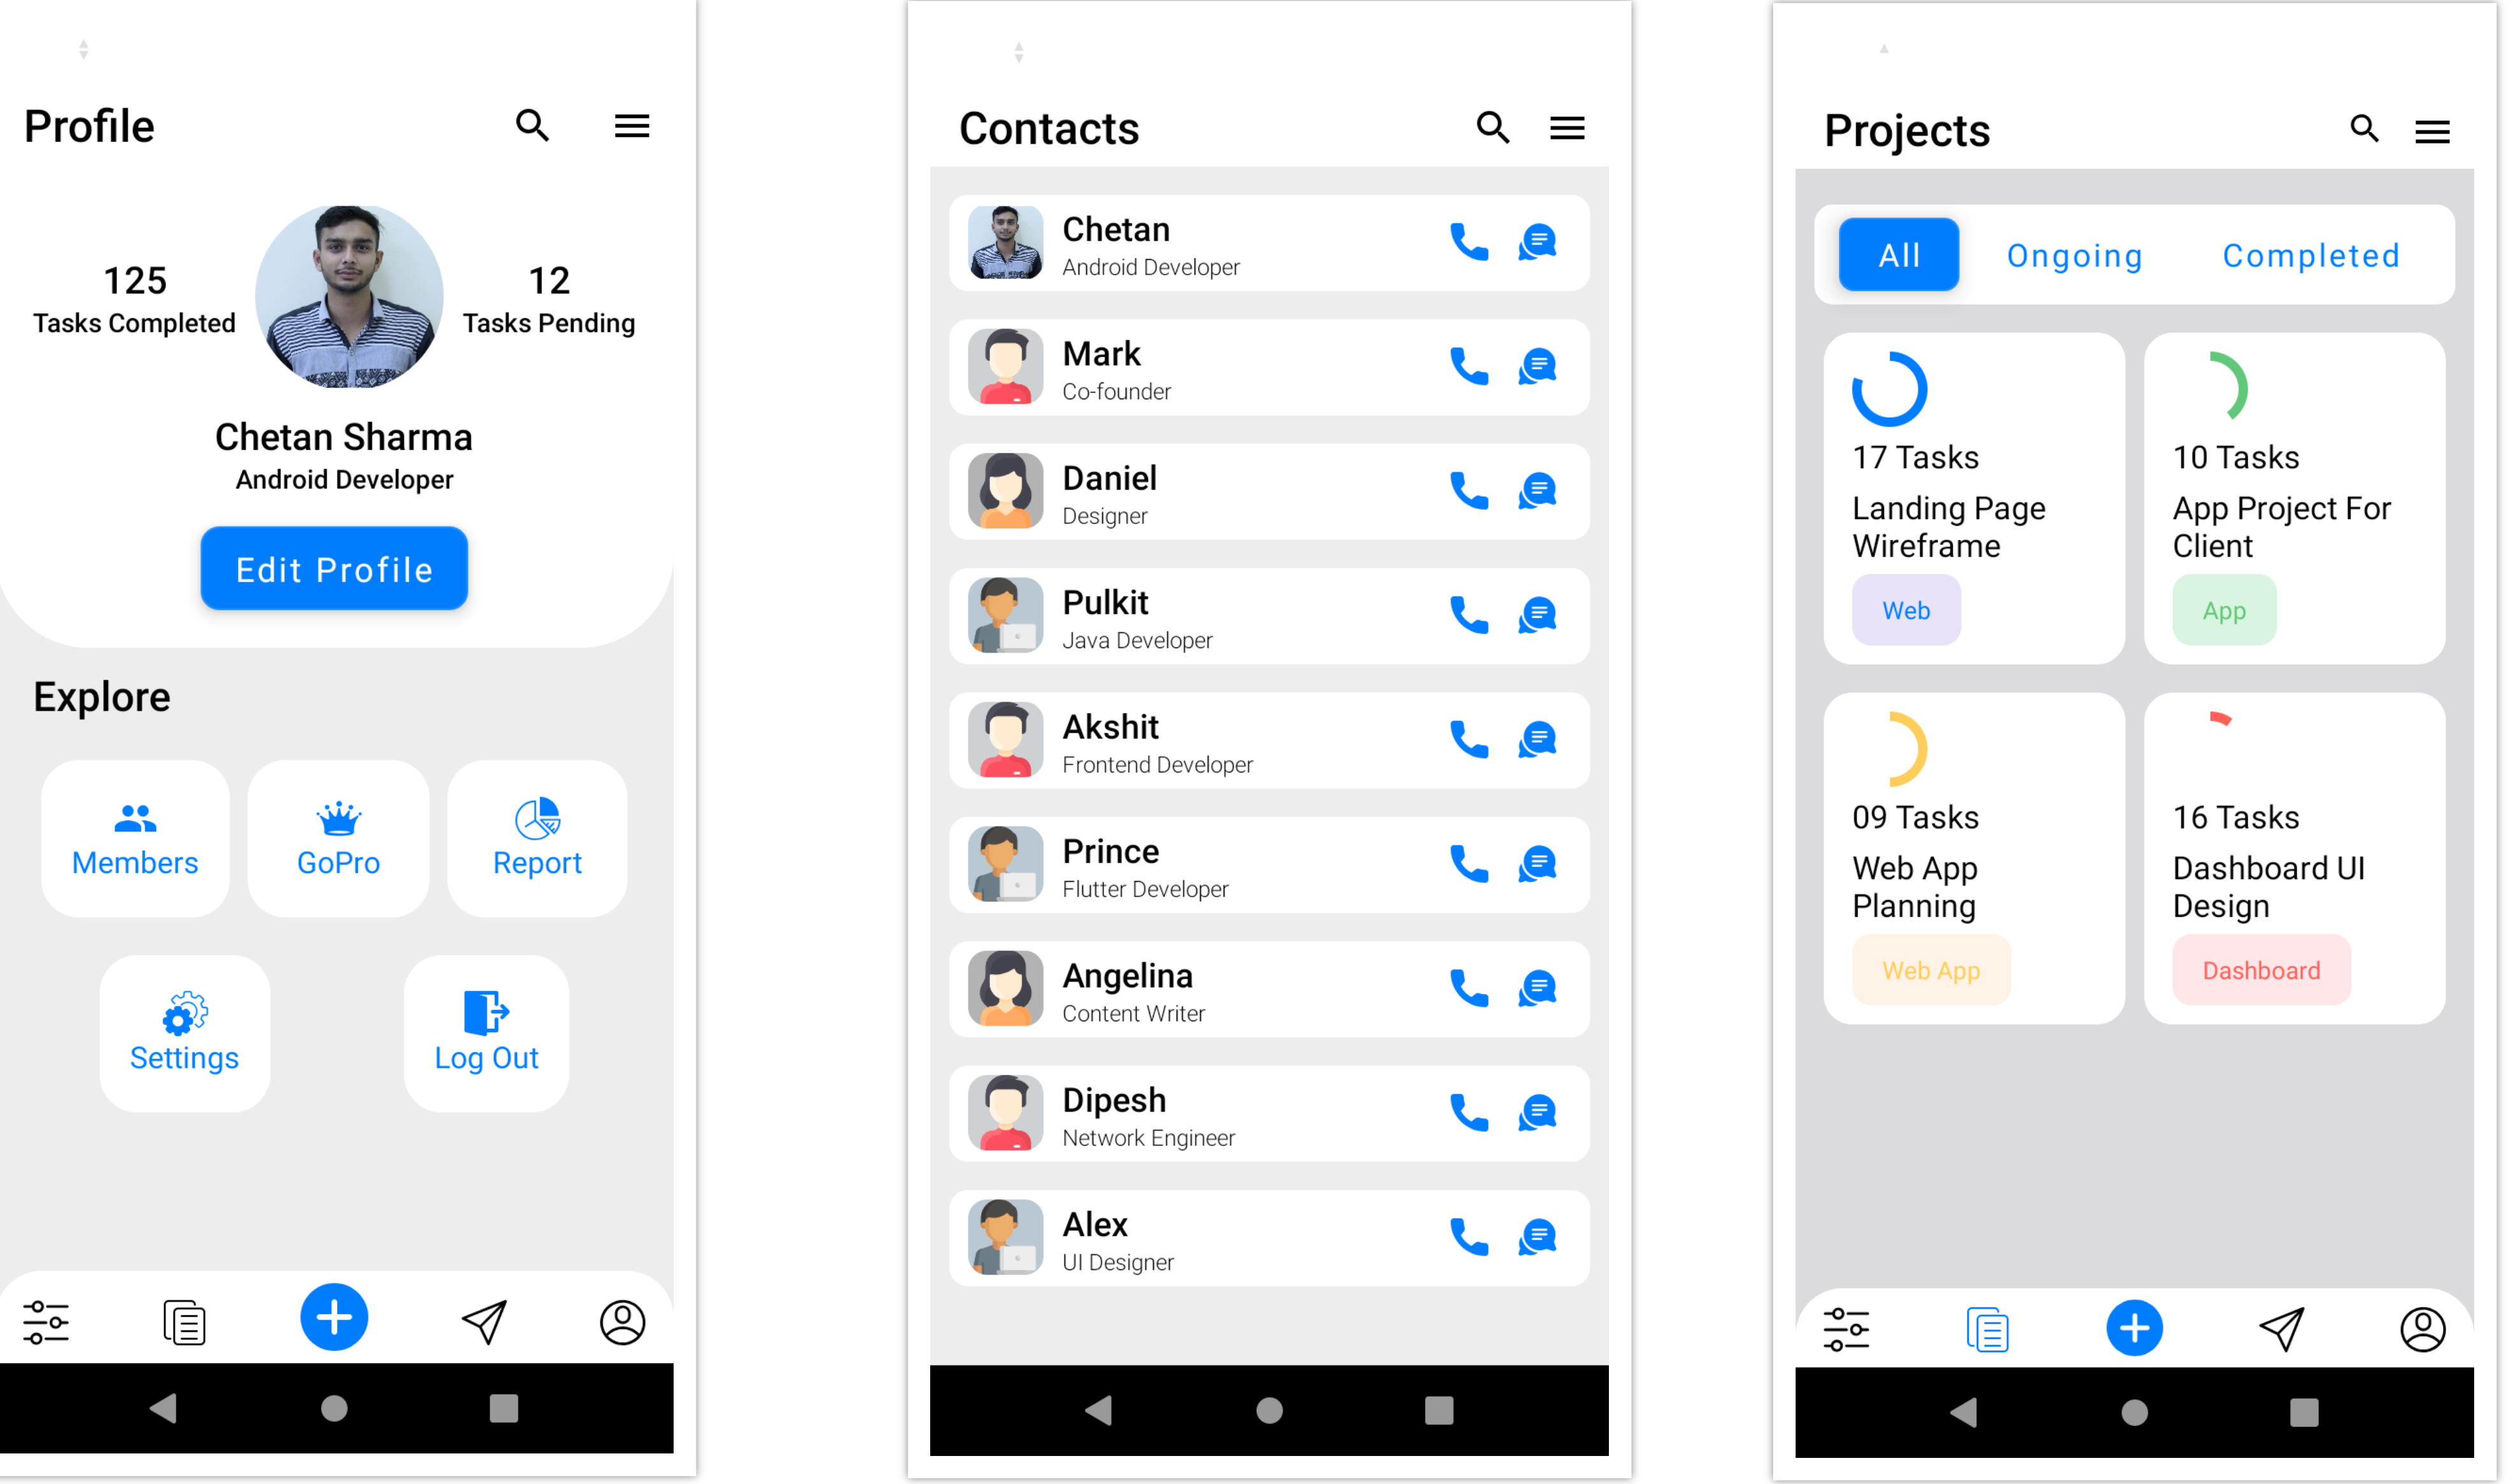 Profile
125
Tasks Completed
12
Tasks Pending
Chetan Sharma
Android Developer
Edit Profile
Explore
Members
GoPro
Report
Settings
Log Out
Contacts
Chetan
Android Developer
Mark
Co-founder
Daniel
Designer
Pulkit
Java Developer
Akshit
Frontend Developer
Prince
Flutter Developer
Angelina
Content Writer
Dipesh
Network Engineer
Alex
UI Designer
Projects
All Ongoing Completed
17 Tasks
Landing Page
Wireframe
Web
10 Tasks
App Project For
Client
App
09 Tasks
Web App
Planning
Web App
16 Tasks
Dashboard UI
Design
Dashboard